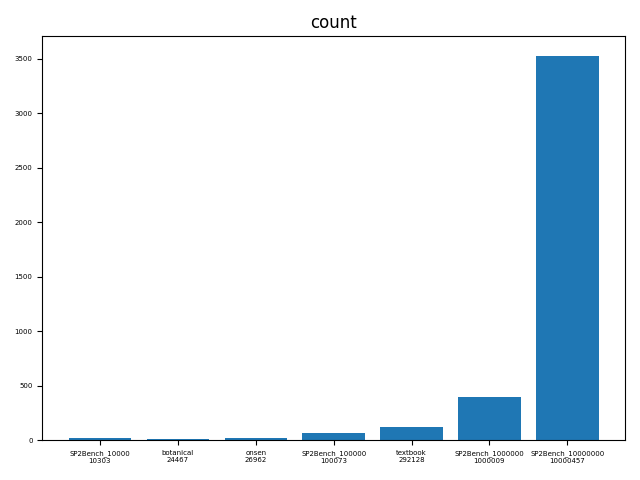 count
3500
3000
2500
2000
1500
1000
500
0
SP2Bench_10000 botanical onsen SP2Bench_100000 textbook SP2Bench_1000000 SP2Bench_10000000
10303 24467 26962 100073 292128 1000009 10000457